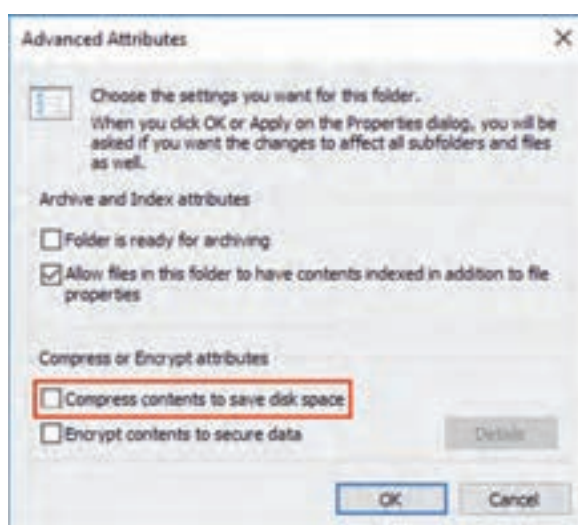 Advanced Attributes
Choose the settings you want for this folder.
When you click OK or Apply on the Properties dialog, you will be
asked if you want the changes to affect all subfolders and files
as well.
Archive and Index attributes
Folder is ready for archiving
Allow files in this folder to have contents indexed in addition to file
properties
Compress or Encrypt attributes
Compress contents to save disk space
Encrypt contents to secure data
Details
OK
Cancel